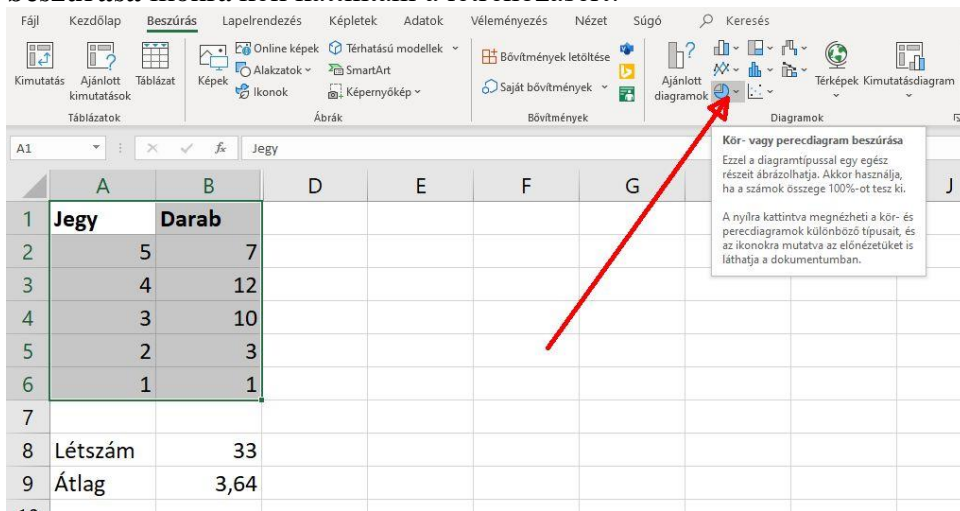 Fájl Kezdőlap Beszúrás Lapelrendezés Képletek Adatok Véleményezés Nézet Súgó Keresés
Kimutatás Ajánlott kimutatások Táblázat
Táblázatok
Képek Online képek Alakzatok Ikonok Térhatású modellek SmartArt Képernyőkép
Ábrák
Bővítmények letöltése
Saját bővítmények
Bővítmények
Ajánlott diagramok Térképek Kimutatásdiagram
Diagramok
A1 fx Jegy
Kör- vagy perecdiagram beszúrása
Ezzel a diagramtípussal egy egész
részeit ábrázolhatja. Akkor használja,
ha a számok összege 100%-ot tesz ki.
A nyílra kattintva megnézheti a kör- és
perecdiagramok különböző típusait, és
az ikonokra mutatva az előnézetüket is
láthatja a dokumentumban.
A B D E F G J
1 Jegy Darab
2 5 7
3 4 12
4 3 10
5 2 3
6 1 1
7
8 Létszám 33
9 Átlag 3,64